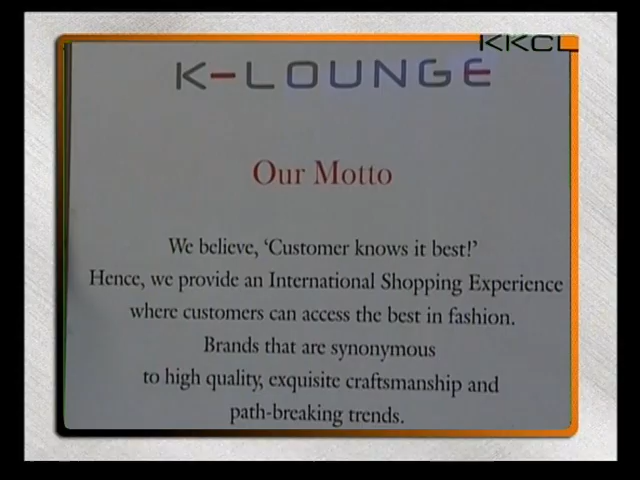 KKCL
K-LOUNGE
Our Motto
We believe, ‘Customer knows it best!’
Hence, we provide an International Shopping Experience
where customers can access the best in fashion.
Brands that are synonymous
to high quality, exquisite craftsmanship and
path-breaking trends.